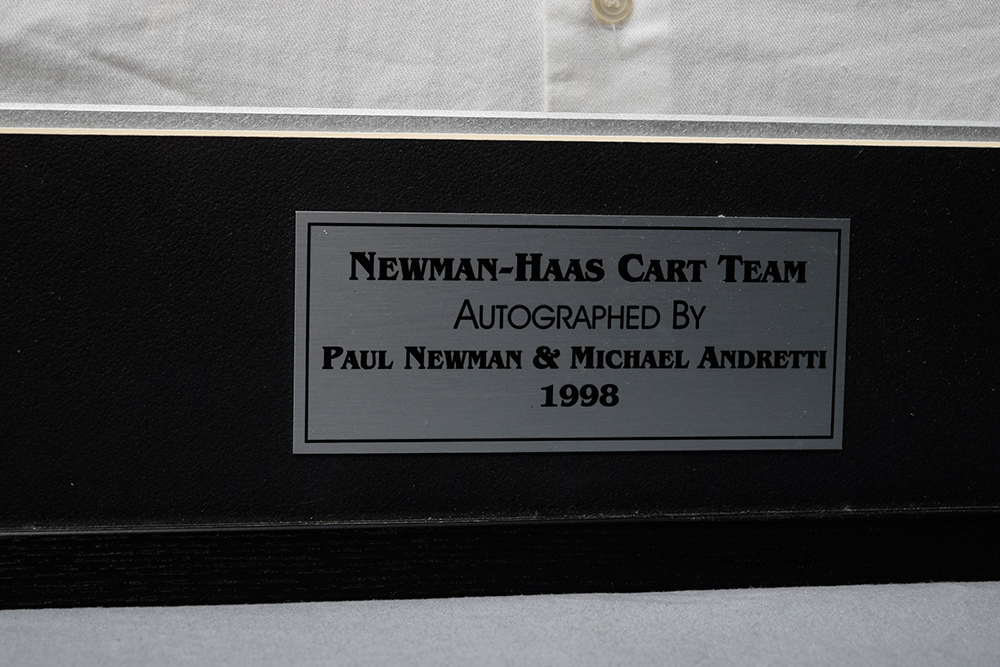 Newman-Haas Cart Team
Autographed By
Paul Newman & Michael Andretti
1998